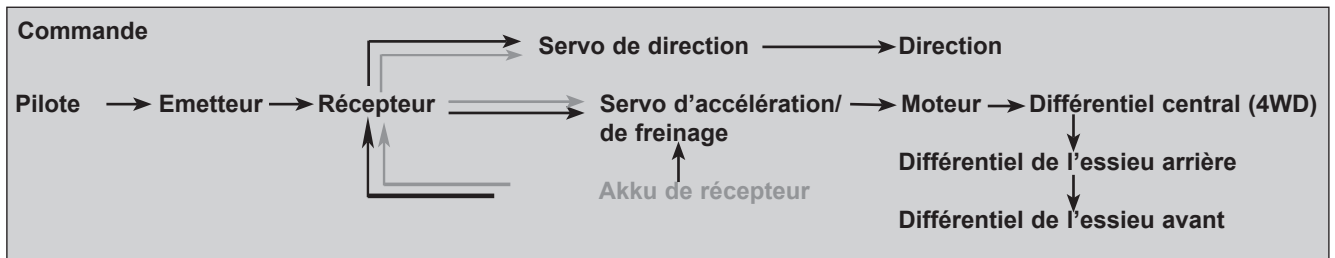 Commande
Servo de direction Direction
Pilote Emetteur Récepteur Servo d'accélération/ Moteur Différentiel central (4WD)
de freinage
Différentiel de l'essieu arrière
Akku de récepteur
Différentiel de l'essieu avant